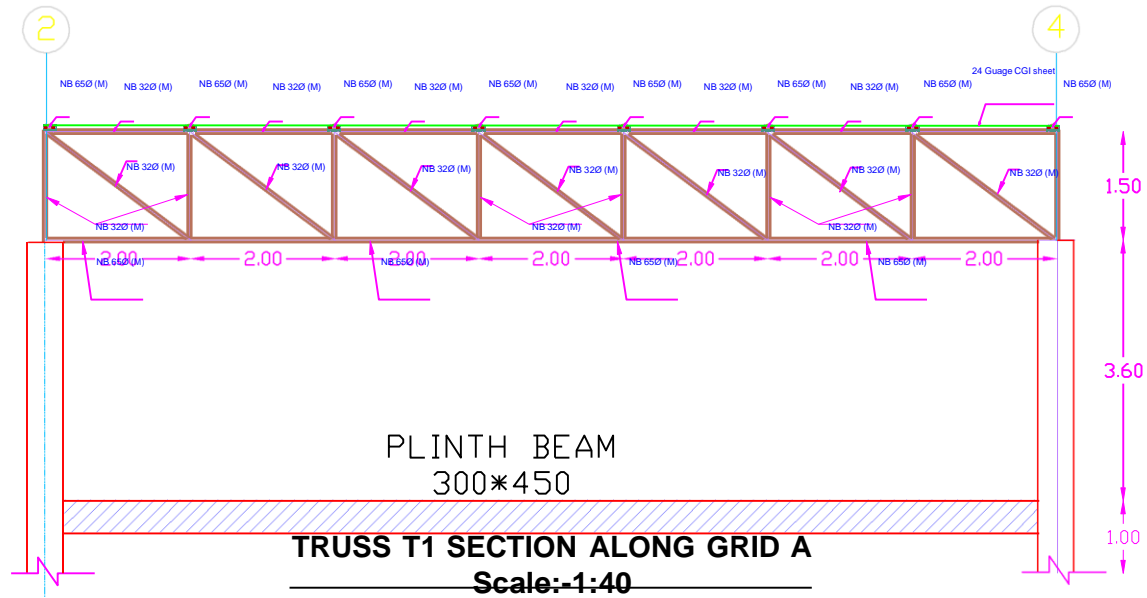 2 4
24 Guage CGI sheet
NB 65Ø (M) NB 32Ø (M) NB 65Ø (M) NB 32Ø (M) NB 65Ø (M) NB 32Ø (M) NB 65Ø (M) NB 32Ø (M) NB 65Ø (M) NB 32Ø (M) NB 65Ø (M) NB 32Ø (M) NB 65Ø (M) NB 65Ø (M)
NB 32Ø (M) NB 32Ø (M) NB 32Ø (M) NB 32Ø (M) NB 32Ø (M) NB 32Ø (M) NB 32Ø (M)
1.50
NB 32Ø (M) NB 32Ø (M) NB 32Ø (M) NB 32Ø (M)
2.00 2.00 2.00 2.00 2.00 2.00 2.00
NB 65Ø (M) NB 65Ø (M) NB 65Ø (M) NB 65Ø (M)
3.60
PLINTH BEAM
300*450
1.00
TRUSS T1 SECTION ALONG GRID A
Scale:-1:40